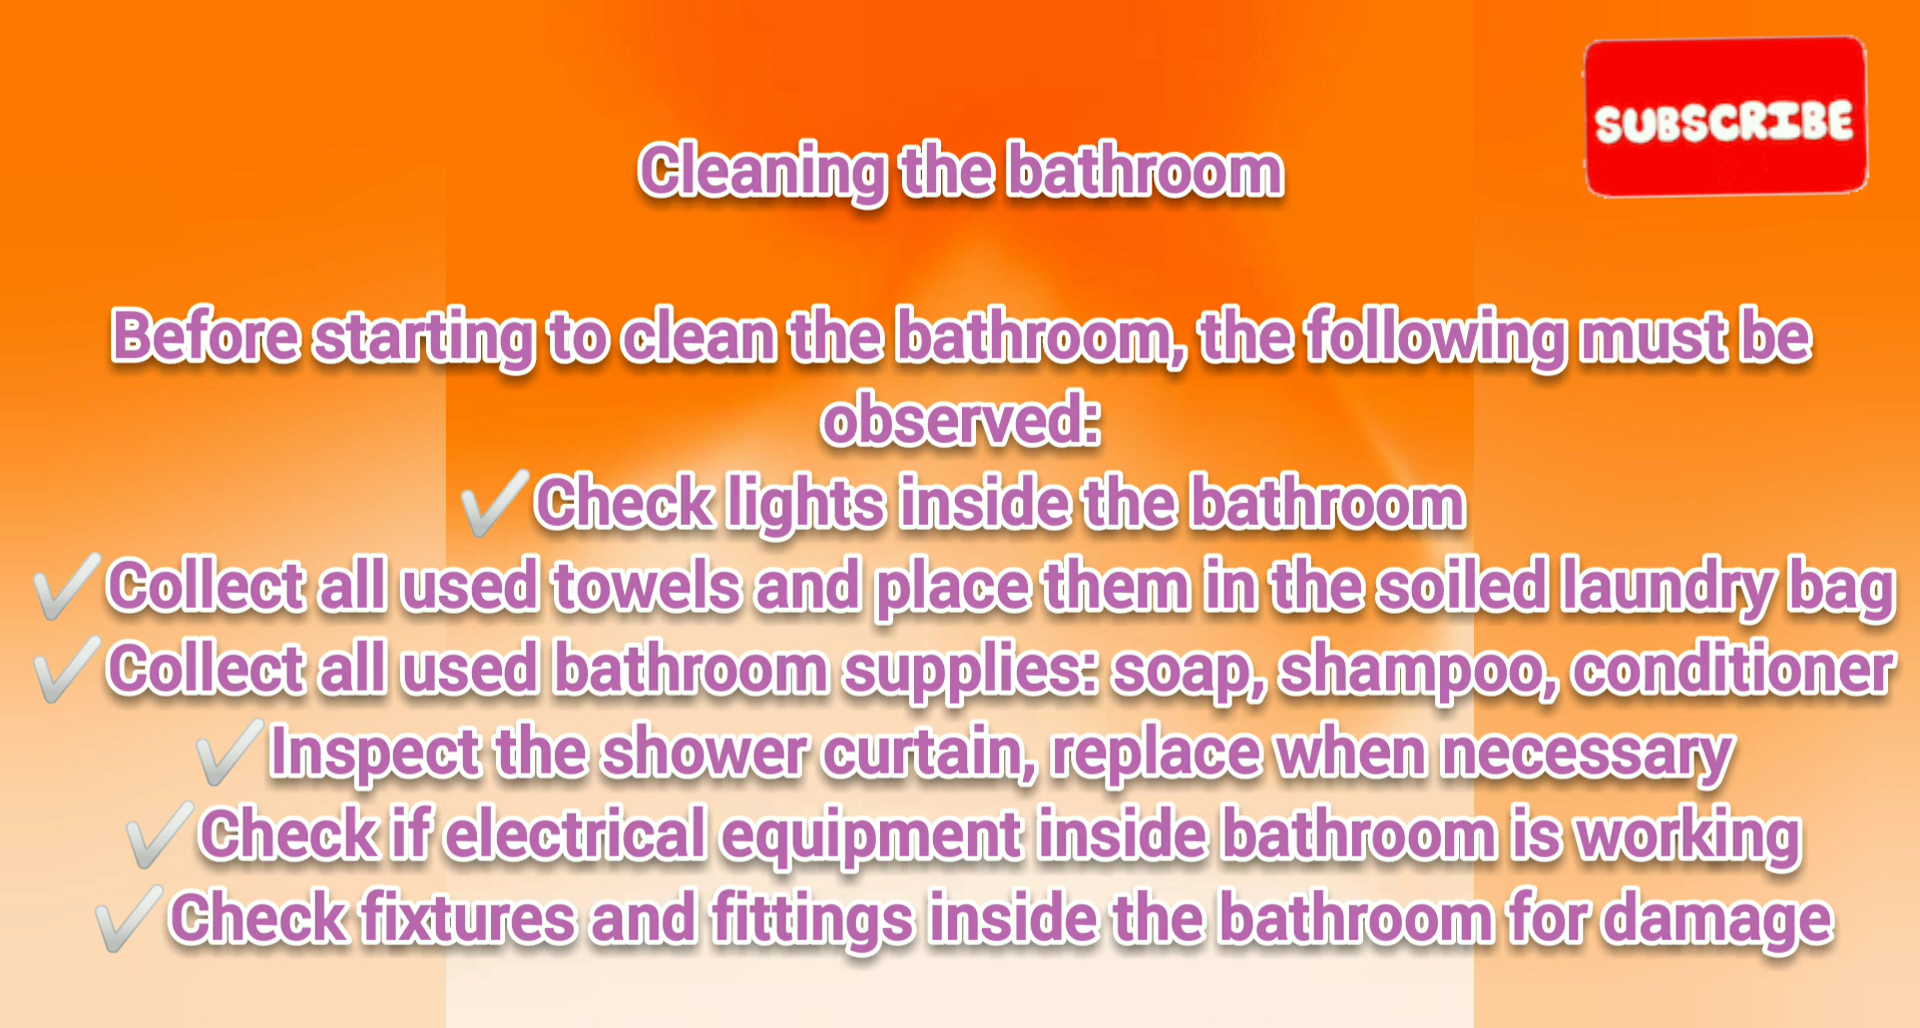 SUBSCRIBE
Cleaning the bathroom
Before starting to clean the bathroom, the following must be
observed:
✔Check lights inside the bathroom
✔Collect all used towels and place them in the soiled laundry bag
✔Collect all used bathroom supplies: soap, shampoo, conditioner
✔Inspect the shower curtain, replace when necessary
✔Check if electrical equipment inside bathroom is working
✔Check fixtures and fittings inside the bathroom for damage